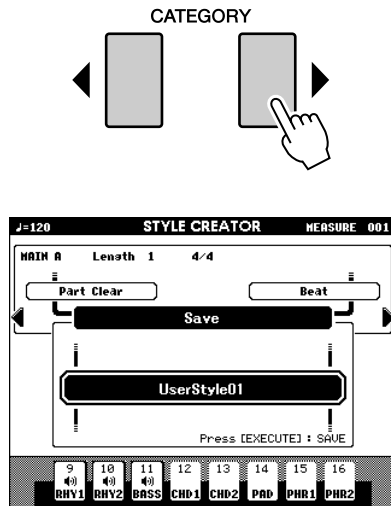 CATEGORY
♩=120 STYLE CREATOR MEASURE 001
MAIN A Length 1 4/4
Part Clear Beat
Save
UserStyle01
Press [EXECUTE] : SAVE
9 10 11 12 13 14 15 16
RHY1 RHY2 BASS CHD1 CHD2 PAD PHR1 PHR2